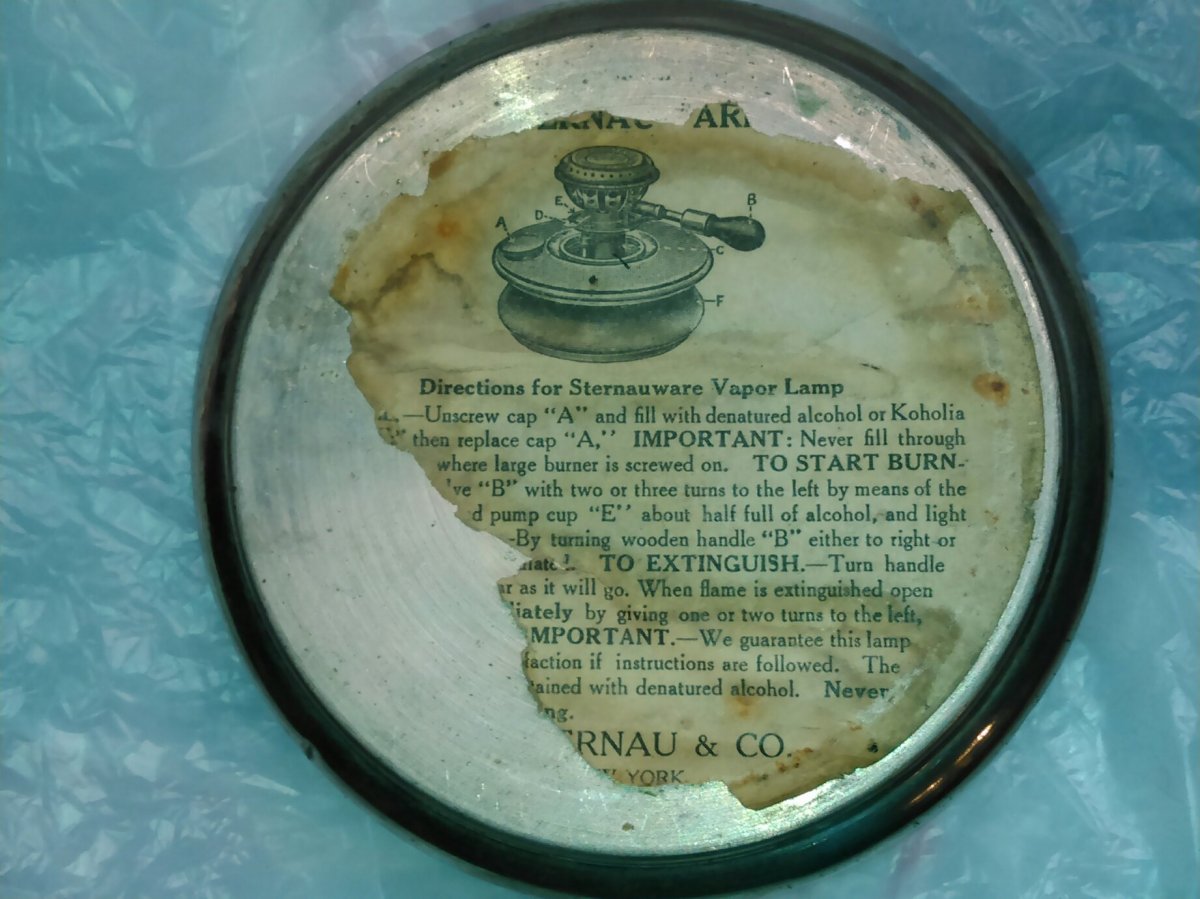 ERNAU ARE
E
B
D
A
C
F
Directions for Sternauware Vapor Lamp
—Unscrew cap “A” and fill with denatured alcohol or Koholia
then replace cap “A,” IMPORTANT: Never fill through
where large burner is screwed on. TO START BURN-
've “B” with two or three turns to the left by means of the
d pump cup “E” about half full of alcohol, and light
-By turning wooden handle “B” either to right or
TO EXTINGUISH.—Turn handle
r as it will go. When flame is extinguished open
liately by giving one or two turns to the left,
MPORTANT.—We guarantee this lamp
faction if instructions are followed. The
ained with denatured alcohol. Never
ng.
ERNAU & CO.
W YORK